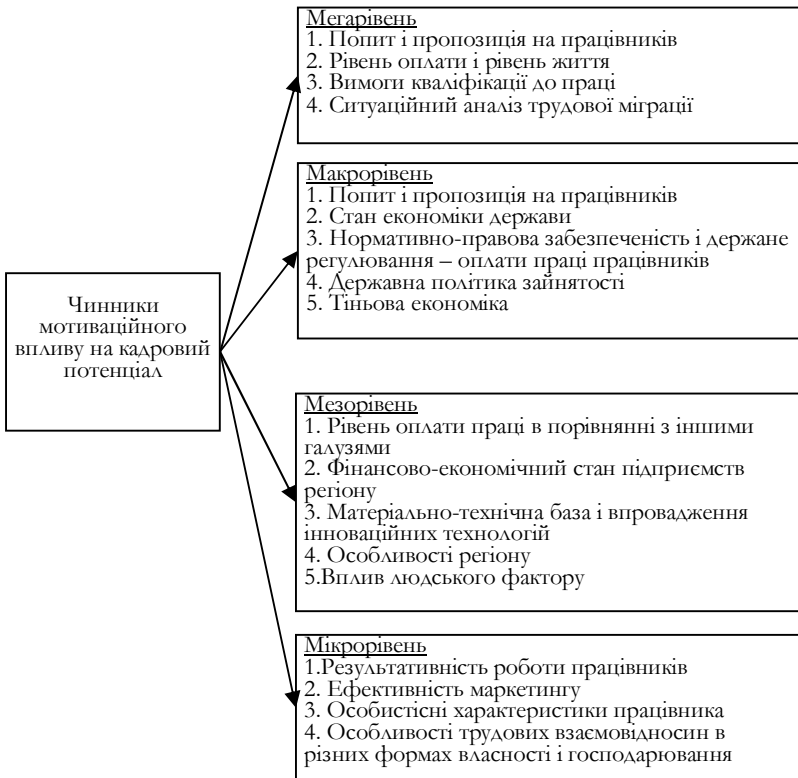 Мегарівень
1. Попит і пропозиція на працівників
2. Рівень оплати і рівень життя
3. Вимоги кваліфікації до праці
4. Ситуаційний аналіз трудової міграції
Макрорівень
1. Попит і пропозиція на працівників
2. Стан економіки держави
3. Нормативно-правова забезпеченість і держане
регулювання – оплати праці працівників
4. Державна політика зайнятості
5. Тіньова економіка
Чинники
мотиваційного
впливу на кадровий
потенціал
Мезорівень
1. Рівень оплати праці в порівнянні з іншими
галузями
2. Фінансово-економічний стан підприємств
регіону
3. Матеріально-технічна база і впровадження
інноваційних технологій
4. Особливості регіону
5.Вплив людського фактору
Мікрорівень
1.Результативність роботи працівників
2. Ефективність маркетингу
3. Особистісні характеристики працівника
4. Особливості трудових взаємовідносин в
різних формах власності і господарювання